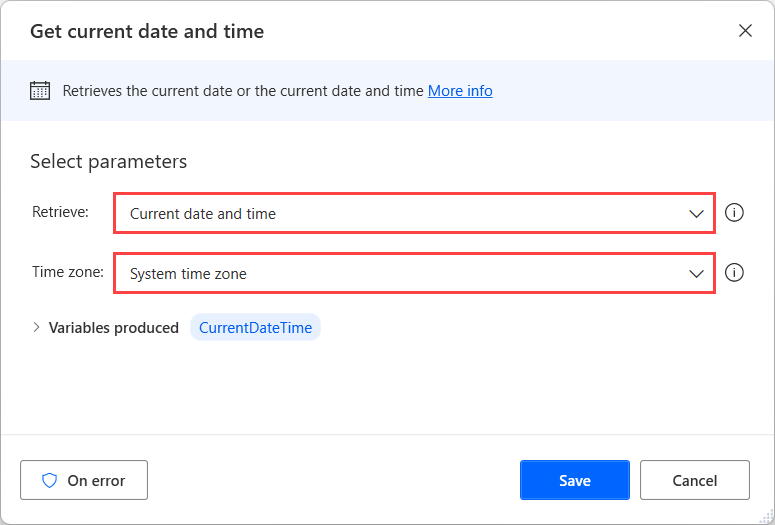 Get current date and time
Retrieves the current date or the current date and time More info
Select parameters
Retrieve: Current date and time
Time zone: System time zone
Variables produced CurrentDateTime
On error Save Cancel